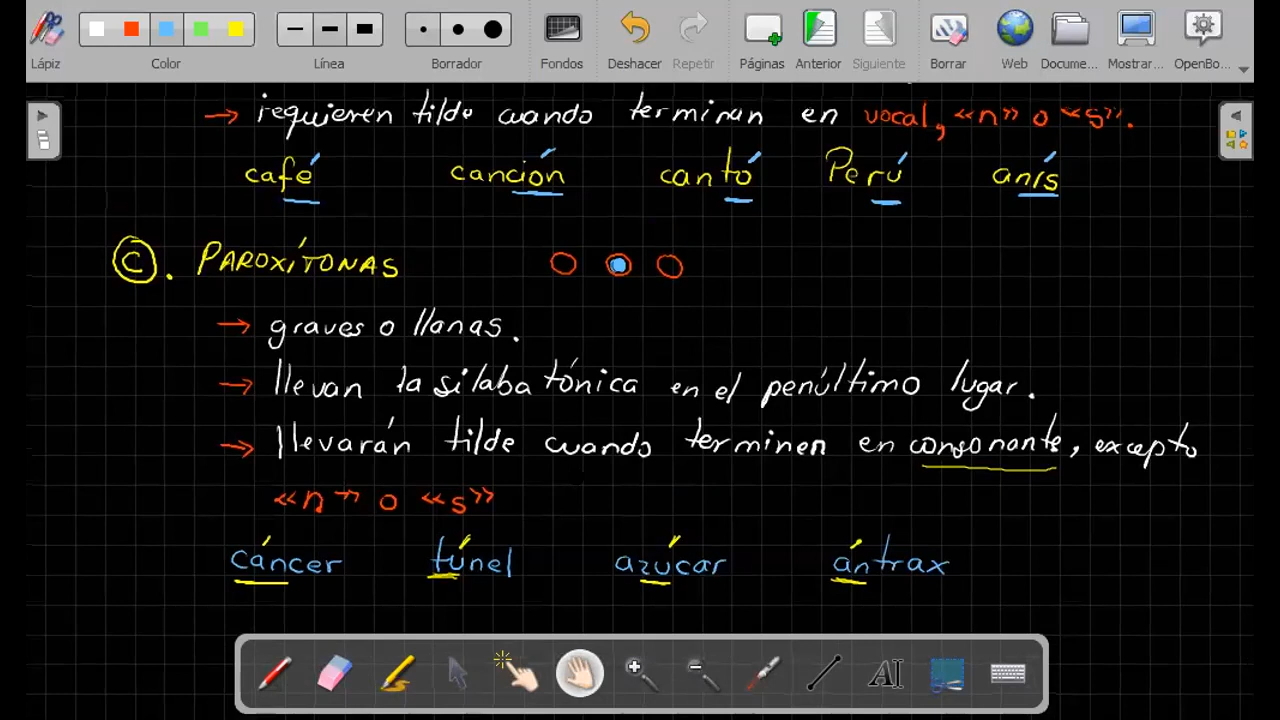 Lápiz Color Línea Borrador Fondos Deshacer Repetir Páginas Anterior Siguiente Borrar Web Docume... Mostrar... OpenBo...
→ requieren tilde cuando terminan en vocal, «n» o «s».
café canción cantó Perú anís
C. PAROXÍTONAS
→ graves o llanas.
→ llevan la sílaba tónica en el penúltimo lugar.
→ llevarán tilde cuando terminen en consonante, excepto
«n» o «s»
cáncer túnel azúcar ántrax
AI